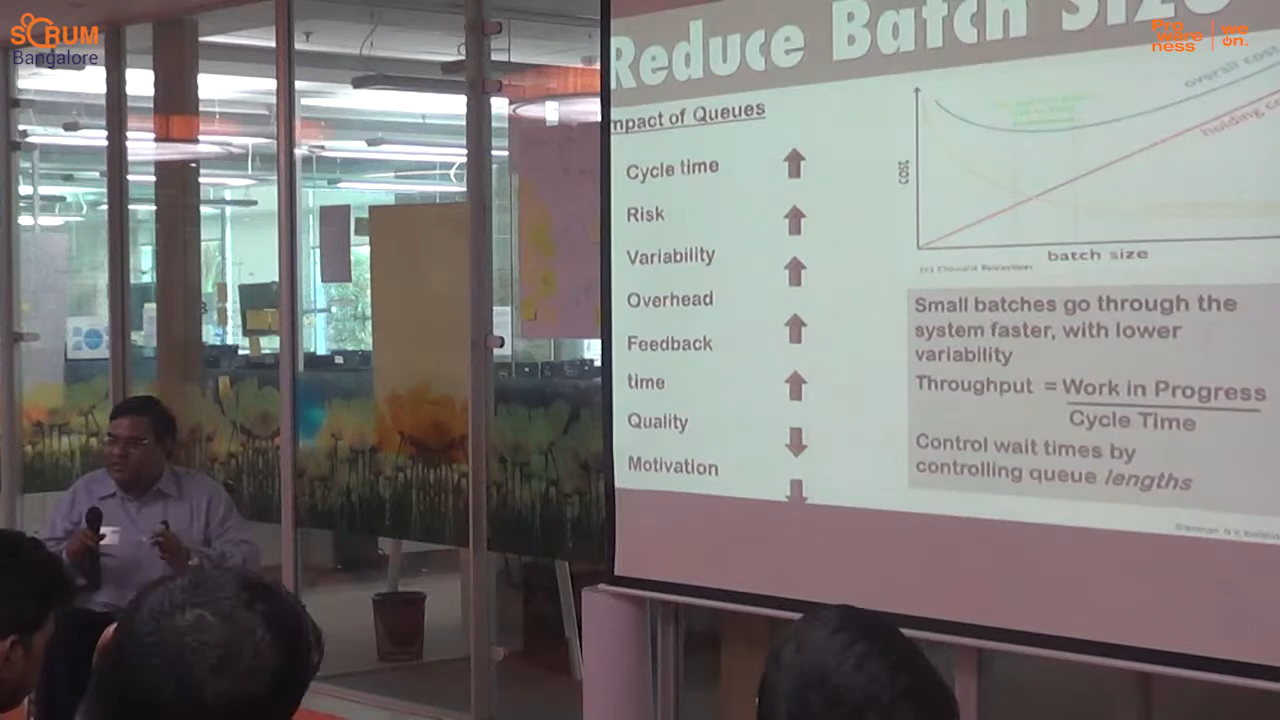 SCRUM
Bangalore
Pro
ware
ness
we
on.
Reduce Batch Size
mpact of Queues
Cycle time
Risk
Variability
Overhead
Feedback
time
Quality
Motivation
overall cost
holding co
cost
batch size
Small batches go through the
system faster, with lower
variability
Throughput = Work in Progress
Cycle Time
Control wait times by
controlling queue lengths